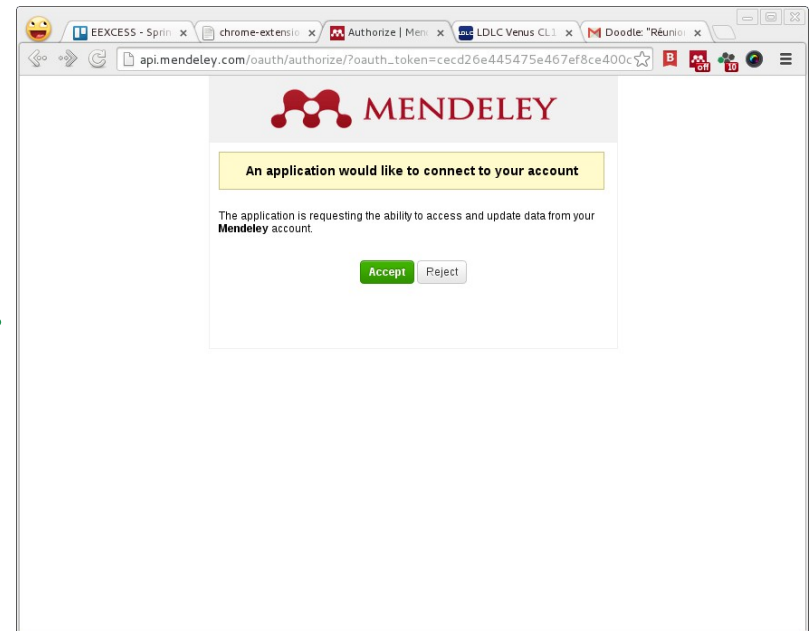 EEXCESS - Sprin
chrome-extensio
Authorize | Men
LDLC Venus CL1
Doodle: "Réunio
api.mendeley.com/oauth/authorize/?oauth_token=cecd26e445475e467ef8ce400c
off
10
MENDELEY
An application would like to connect to your account
The application is requesting the ability to access and update data from your
Mendeley account.
Accept
Reject